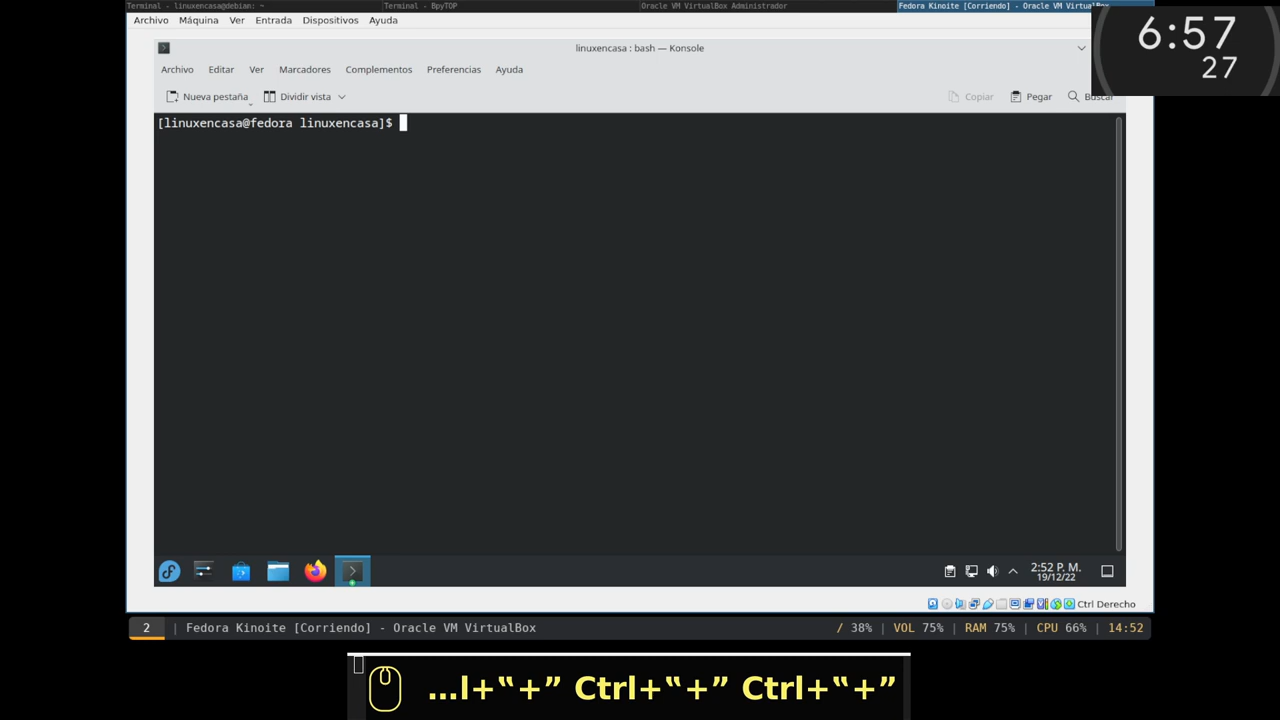 Terminal - linuxencasa@debian: ~
Terminal - BpyTOP
Oracle VM VirtualBox Administrador
Fedora Kinoite [Corriendo] - Oracle VM VirtualBox
Archivo Máquina Ver Entrada Dispositivos Ayuda
6:57
27
linuxencasa : bash — Konsole
Archivo Editar Ver Marcadores Complementos Preferencias Ayuda
Nueva pestaña Dividir vista Copiar Pegar Buscar
[linuxencasa@fedora linuxencasa]$
2:52 P. M.
19/12/22
Ctrl Derecho
2 | Fedora Kinoite [Corriendo] - Oracle VM VirtualBox / 38% | VOL 75% | RAM 75% | CPU 66% | 14:52
...l+“+” Ctrl+“+” Ctrl+“+”